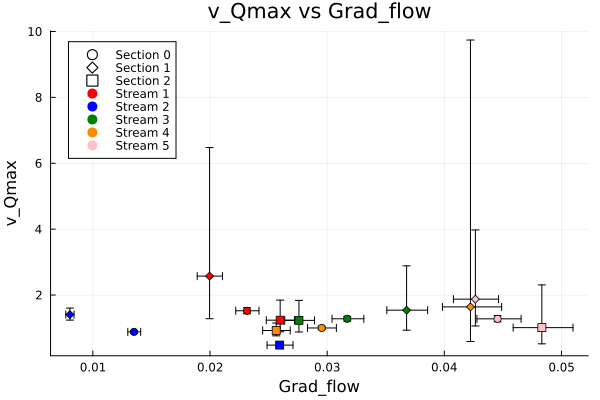 v_Qmax vs Grad_flow
10
8
6
4
2
v_Qmax
Section 0
Section 1
Section 2
Stream 1
Stream 2
Stream 3
Stream 4
Stream 5
0.01
0.02
0.03
0.04
0.05
Grad_flow